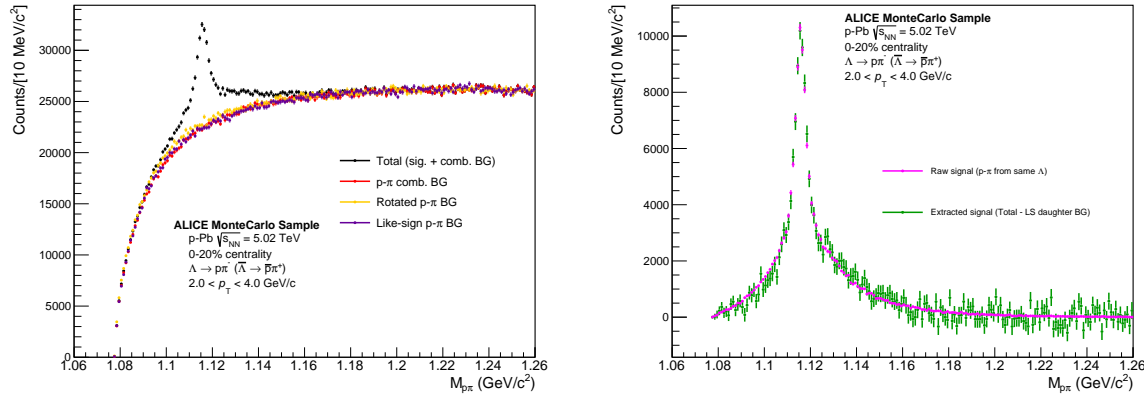 Counts/[10 MeV/c²]
30000
25000
20000
15000
10000
5000
0
1.06 1.08 1.1 1.12 1.14 1.16 1.18 1.2 1.22 1.24 1.26
M_pπ (GeV/c²)
Total (sig. + comb. BG)
p-π comb. BG
Rotated p-π BG
Like-sign p-π BG
ALICE MonteCarlo Sample
p-Pb √s_NN = 5.02 TeV
0-20% centrality
Λ → pπ⁻ (Λ̅ → p̅π⁺)
2.0 < p_T < 4.0 GeV/c
Counts/[10 MeV/c²]
10000
8000
6000
4000
2000
0
1.06 1.08 1.1 1.12 1.14 1.16 1.18 1.2 1.22 1.24 1.26
M_pπ (GeV/c²)
ALICE MonteCarlo Sample
p-Pb √s_NN = 5.02 TeV
0-20% centrality
Λ → pπ⁻ (Λ̅ → p̅π⁺)
2.0 < p_T < 4.0 GeV/c
Raw signal (p-π from same Λ)
Extracted signal (Total - LS daughter BG)